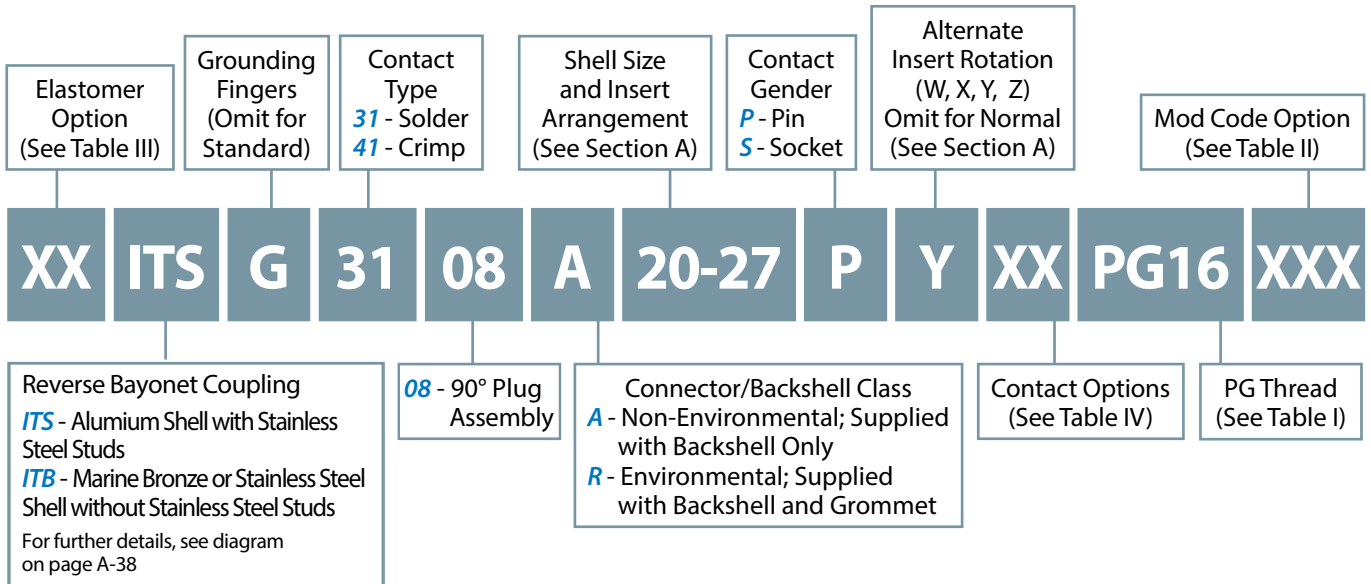 Elastomer
Option
(See Table III)
Grounding
Fingers
(Omit for
Standard)
Contact
Type
31 - Solder
41 - Crimp
Shell Size
and Insert
Arrangement
(See Section A)
Contact
Gender
P - Pin
S - Socket
Alternate
Insert Rotation
(W, X, Y, Z)
Omit for Normal
(See Section A)
Mod Code Option
(See Table II)
XX ITS G 31 08 A 20-27 P Y XX PG16 XXX
Reverse Bayonet Coupling
ITS - Alumium Shell with Stainless
Steel Studs
ITB - Marine Bronze or Stainless Steel
Shell without Stainless Steel Studs
For further details, see diagram
on page A-38
08 - 90° Plug
Assembly
Connector/Backshell Class
A - Non-Environmental; Supplied
with Backshell Only
R - Environmental; Supplied
with Backshell and Grommet
Contact Options
(See Table IV)
PG Thread
(See Table I)